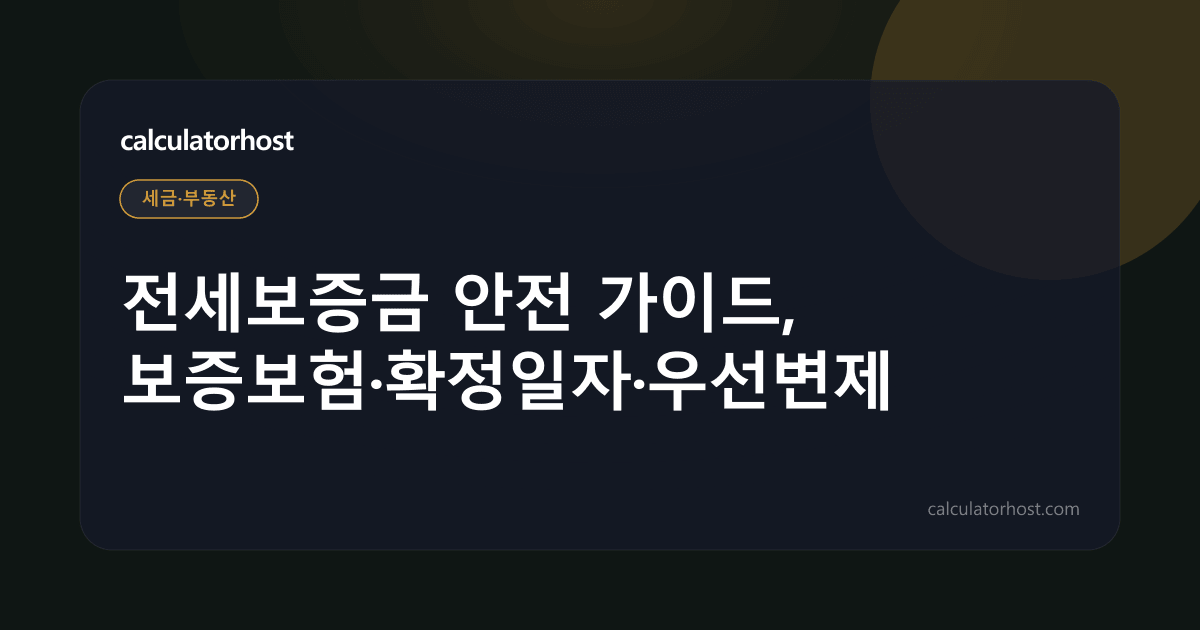 calculatorhost
세금·부동산
전세보증금 안전 가이드,
보증보험·확정일자·우선변제
calculatorhost.com